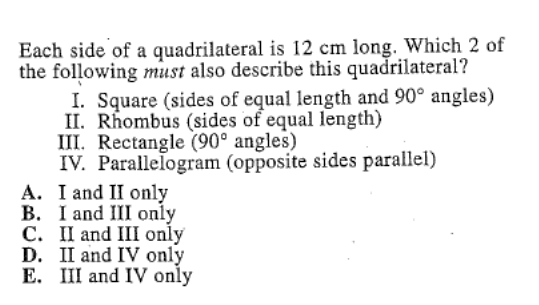 Each side of a quadrilateral is 12 cm long. Which 2 of
the following must also describe this quadrilateral?
I. Square (sides of equal length and 90° angles)
II. Rhombus (sides of equal length)
III. Rectangle (90° angles)
IV. Parallelogram (opposite sides parallel)
A. I and II only
B. I and III only
C. II and III only
D. II and IV only
E. III and IV only